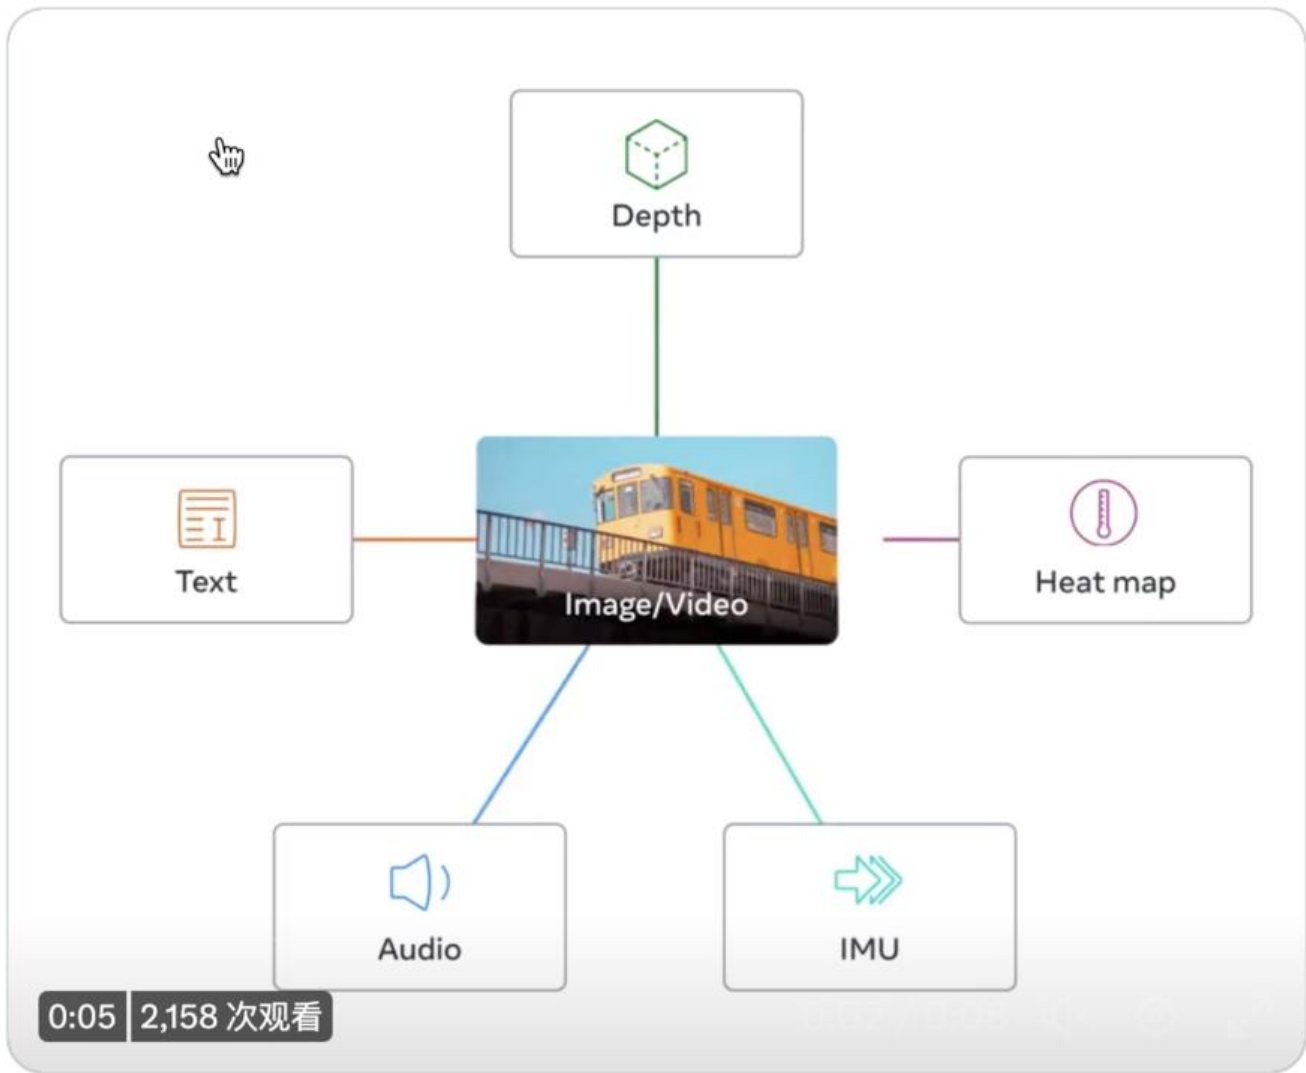 Depth
Text
Image/Video
Heat map
Audio
IMU
0:05 2,158 次观看